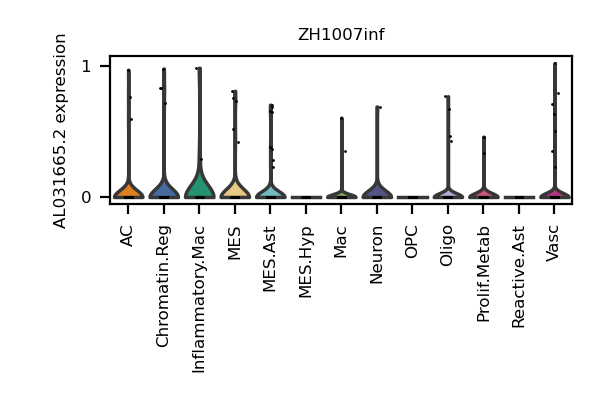 ZH1007inf
AL031665.2 expression
1
0
AC
Chromatin.Reg
Inflammatory.Mac
MES
MES.Ast
MES.Hyp
Mac
Neuron
OPC
Oligo
Prolif.Metab
Reactive.Ast
Vasc